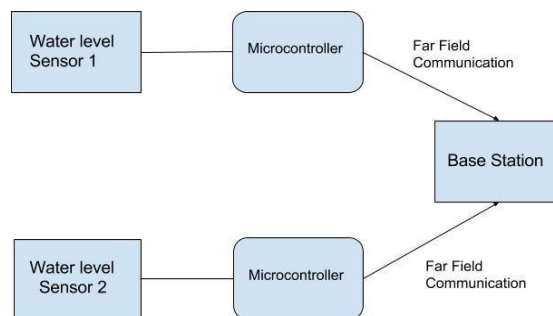 Water level
Sensor 1
Microcontroller
Far Field
Communication
Base Station
Water level
Sensor 2
Microcontroller
Far Field
Communication